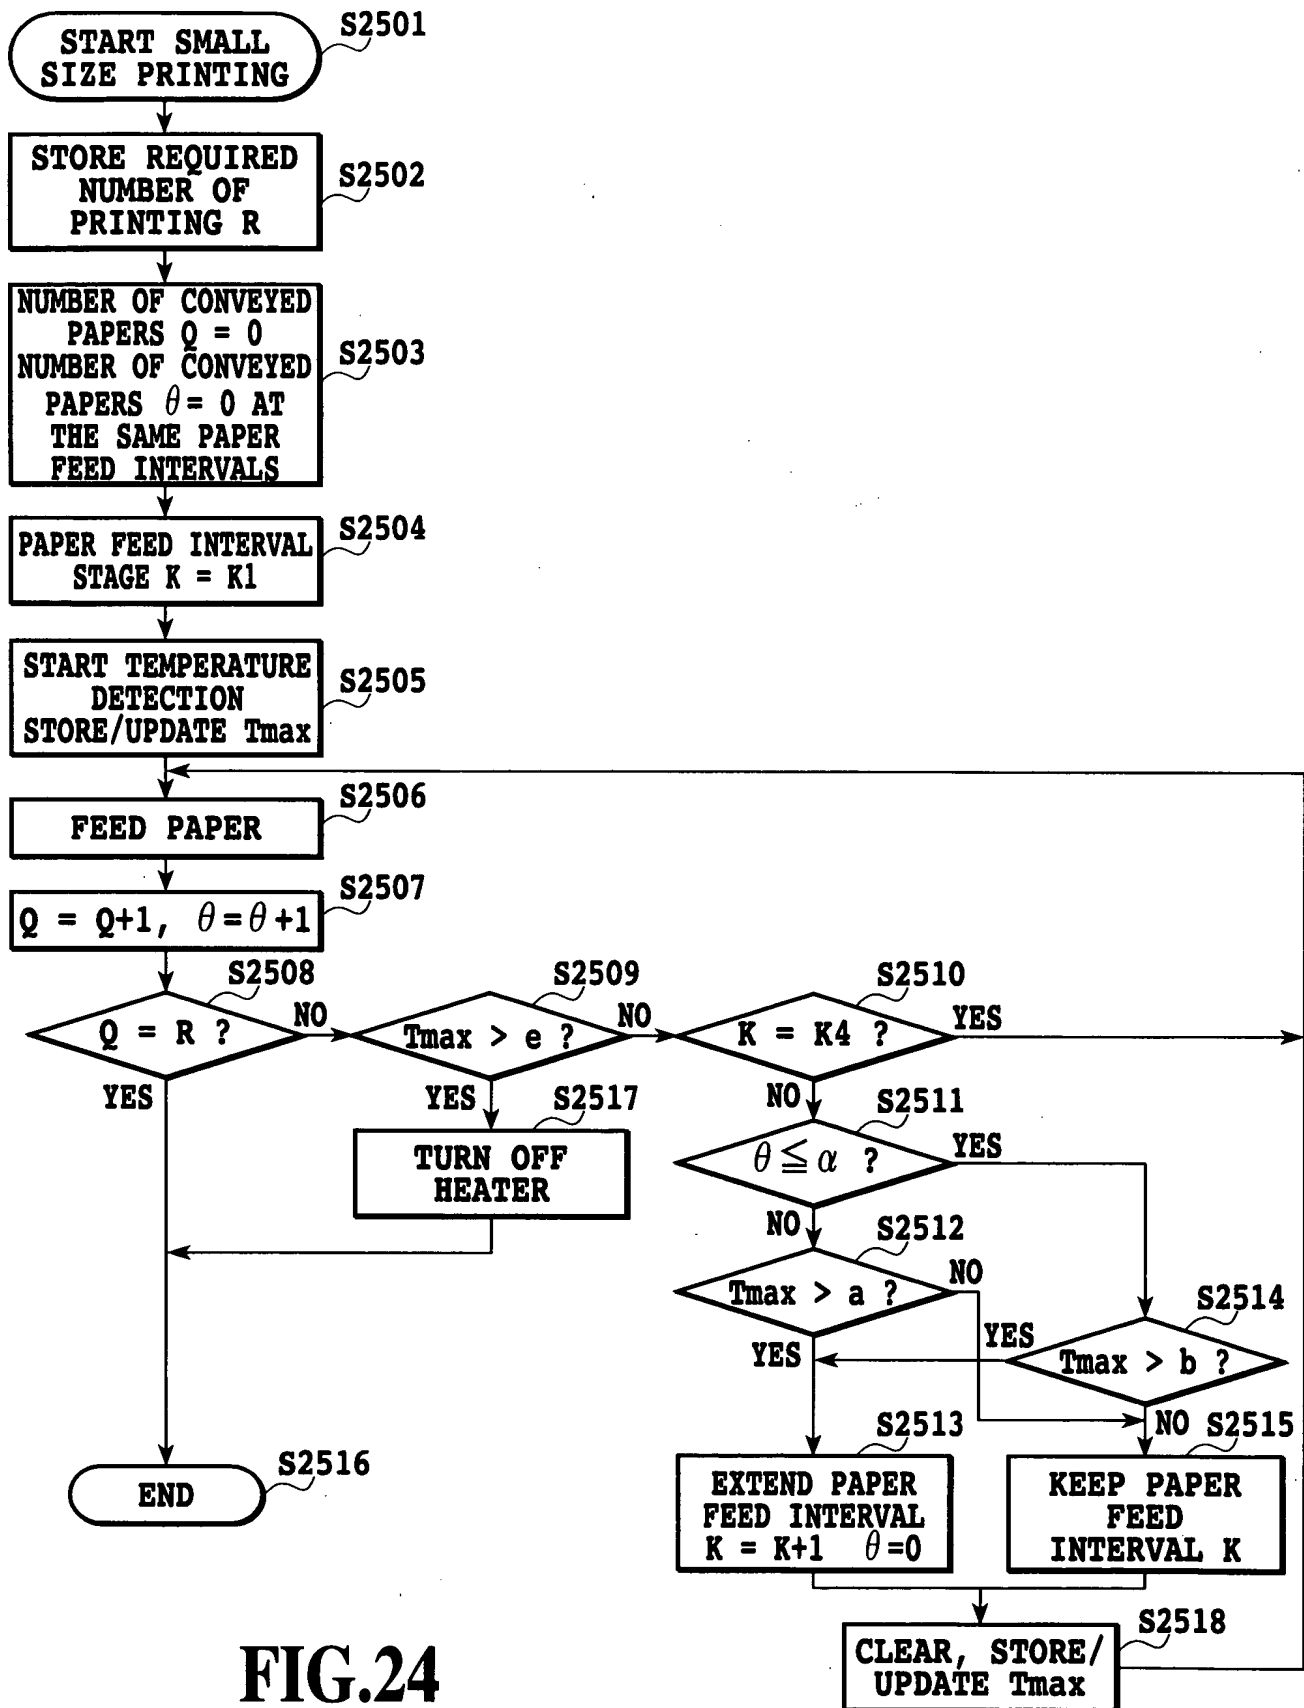 START SMALL
SIZE PRINTING
S2501
STORE REQUIRED
NUMBER OF
PRINTING R
S2502
NUMBER OF CONVEYED
PAPERS Q = 0
NUMBER OF CONVEYED
PAPERS θ = 0 AT
THE SAME PAPER
FEED INTERVALS
S2503
PAPER FEED INTERVAL
STAGE K = K1
S2504
START TEMPERATURE
DETECTION
STORE/UPDATE Tmax
S2505
FEED PAPER
S2506
Q = Q+1, θ = θ +1
S2507
Q = R ?
S2508
NO
YES
Tmax > e ?
S2509
NO
YES
TURN OFF
HEATER
S2517
K = K4 ?
S2510
YES
NO
θ ≦ α ?
S2511
YES
NO
Tmax > a ?
S2512
NO
YES
Tmax > b ?
S2514
YES
NO
EXTEND PAPER
FEED INTERVAL
K = K+1 θ =0
S2513
KEEP PAPER
FEED
INTERVAL K
S2515
END
S2516
CLEAR, STORE/
UPDATE Tmax
S2518
FIG.24